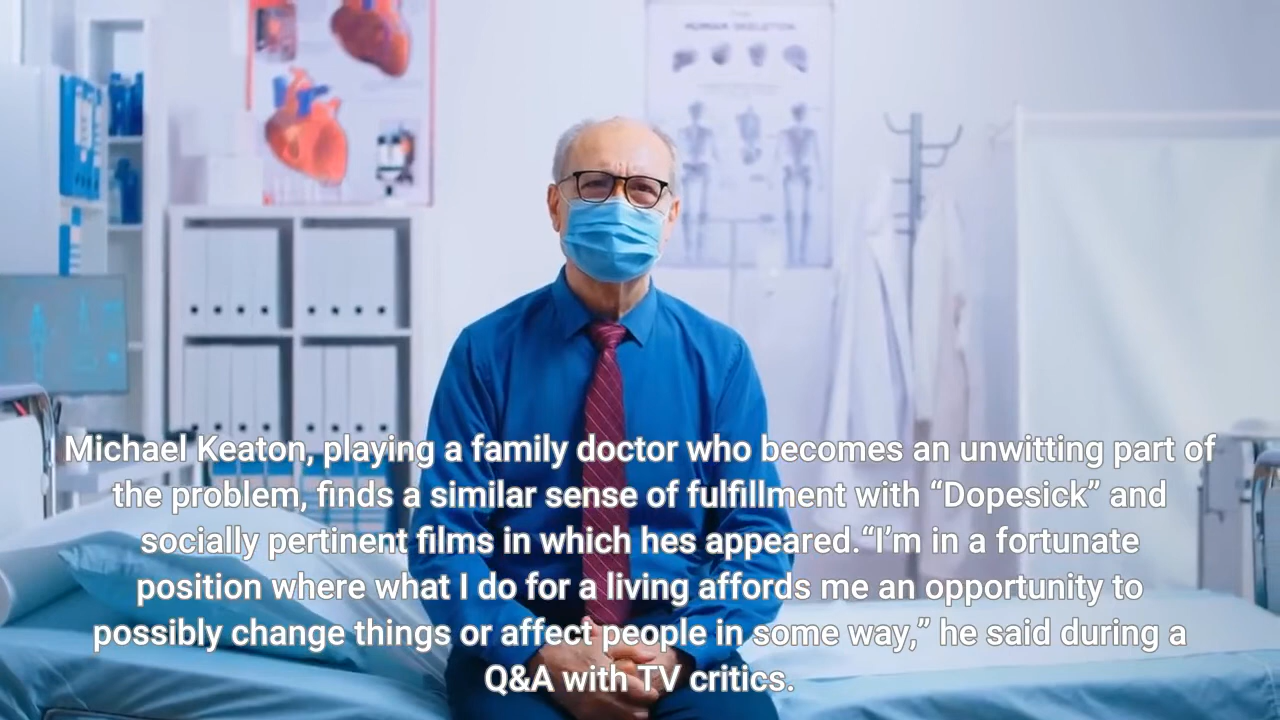 HUMAN SKELETON
Michael Keaton, playing a family doctor who becomes an unwitting part of
the problem, finds a similar sense of fulfillment with “Dopesick” and
socially pertinent films in which hes appeared.“I’m in a fortunate
position where what I do for a living affords me an opportunity to
possibly change things or affect people in some way,” he said during a
Q&A with TV critics.